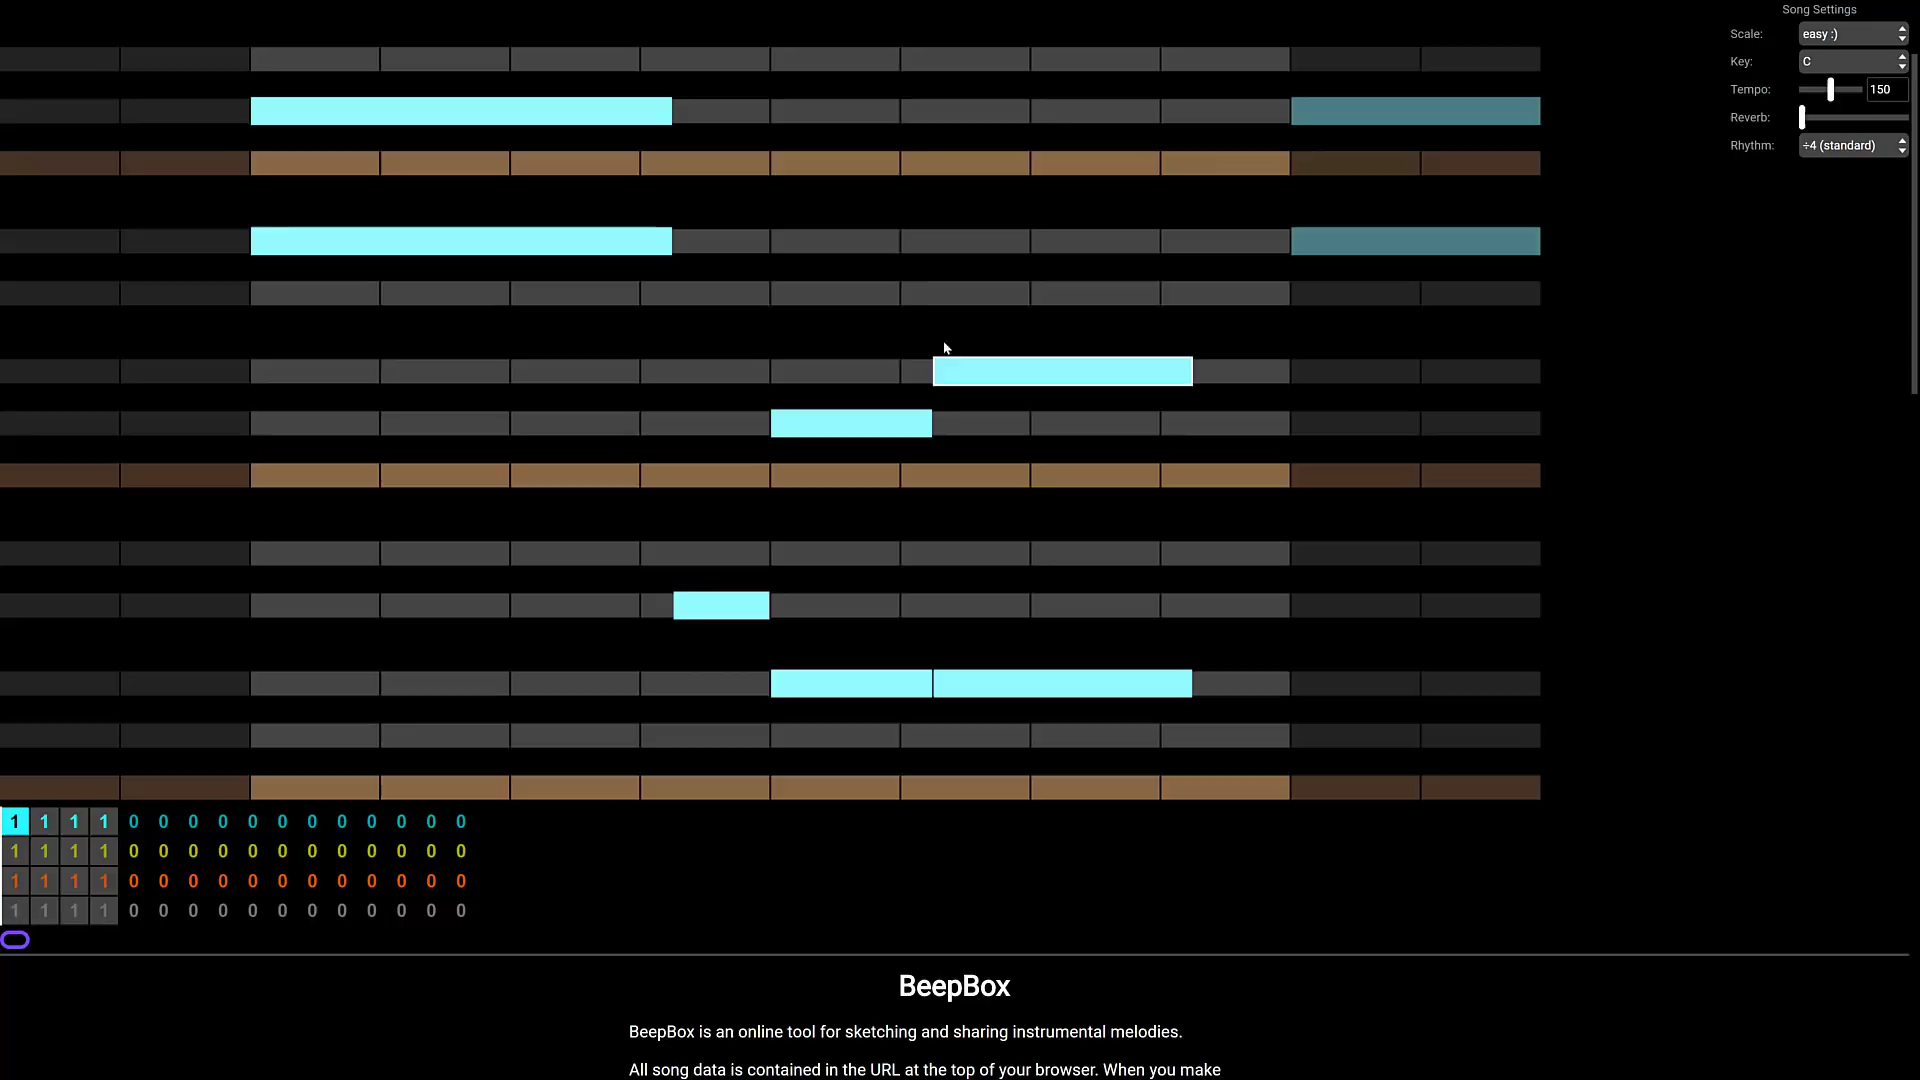 Song Settings
Scale: easy :)
Key: C
Tempo: 150
Reverb:
Rhythm: ÷4 (standard)
1 1 1 1 0 0 0 0 0 0 0 0 0 0 0 0
1 1 1 1 0 0 0 0 0 0 0 0 0 0 0 0
1 1 1 1 0 0 0 0 0 0 0 0 0 0 0 0
1 1 1 1 0 0 0 0 0 0 0 0 0 0 0 0
BeepBox
BeepBox is an online tool for sketching and sharing instrumental melodies.
All song data is contained in the URL at the top of your browser. When you make